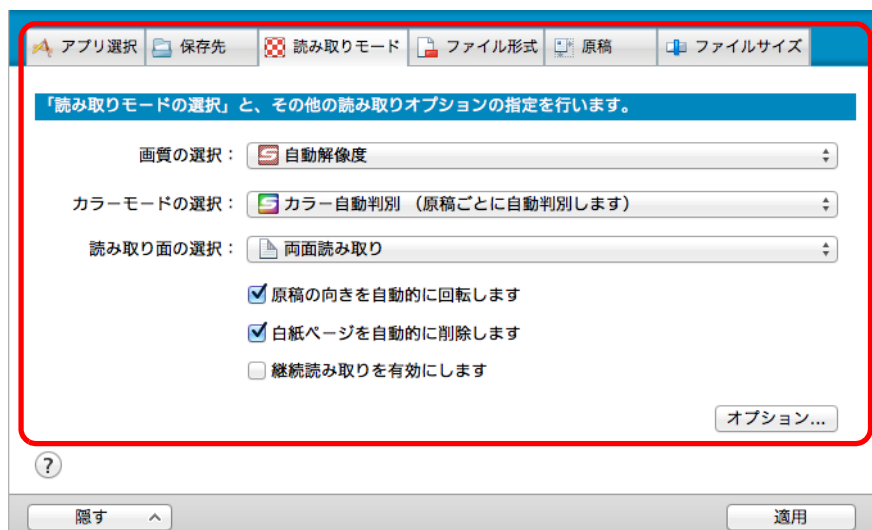 アプリ選択 保存先 読み取りモード ファイル形式 原稿 ファイルサイズ
「読み取りモードの選択」と、その他の読み取りオプションの指定を行います。
画質の選択： 自動解像度
カラーモードの選択： カラー自動判別 （原稿ごとに自動判別します）
読み取り面の選択： 両面読み取り
原稿の向きを自動的に回転します
白紙ページを自動的に削除します
継続読み取りを有効にします
オプション...
?
隠す 適用